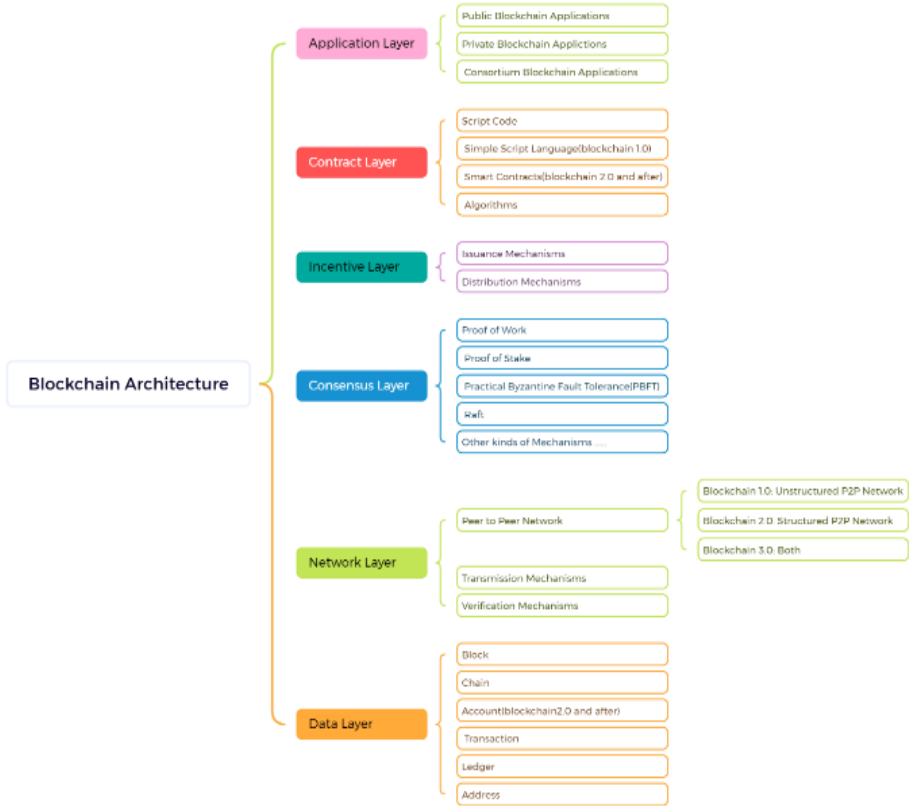 Blockchain Architecture
Application Layer
Public Blockchain Applications
Private Blockchain Applictions
Consortium Blockchain Applications
Contract Layer
Script Code
Simple Script Language(blockchain 1.0)
Smart Contracts(blockchain 2.0 and after)
Algorithms
Incentive Layer
Issuance Mechanisms
Distribution Mechanisms
Consensus Layer
Proof of Work
Proof of Stake
Practical Byzantine Fault Tolerance(PBFT)
Raft
Other kinds of Mechanisms .....
Network Layer
Peer to Peer Network
Blockchain 1.0: Unstructured P2P Network
Blockchain 2.0: Structured P2P Network
Blockchain 3.0: Both
Transmission Mechanisms
Verification Mechanisms
Data Layer
Block
Chain
Account(blockchain2.0 and after)
Transaction
Ledger
Address